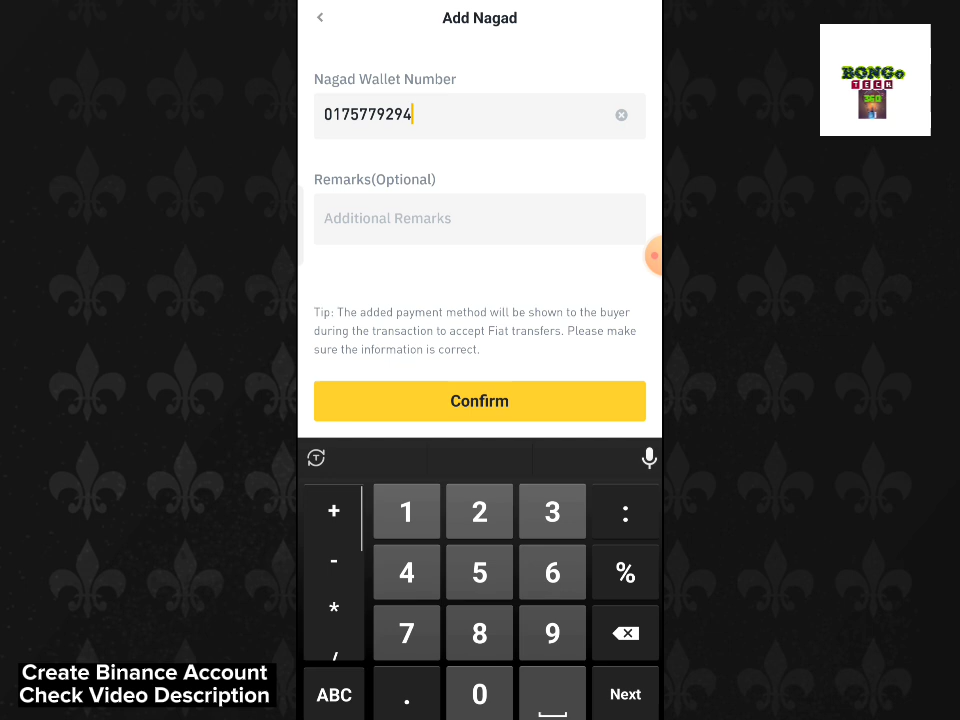 Add Nagad
BONGo
TECH
360°
Nagad Wallet Number
0175779294
Remarks(Optional)
Additional Remarks
Tip: The added payment method will be shown to the buyer
during the transaction to accept Fiat transfers. Please make
sure the information is correct.
Confirm
T
+ 1 2 3 :
- 4 5 6 %
* 7 8 9
/
ABC . 0 Next
Create Binance Account
Check Video Description